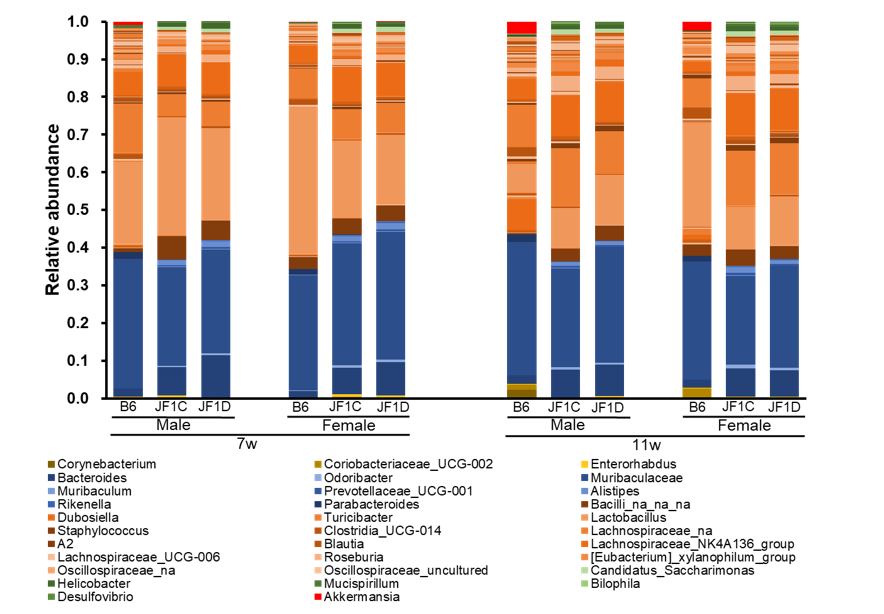 Relative abundance
1.0
0.9
0.8
0.7
0.6
0.5
0.4
0.3
0.2
0.1
0.0
B6 JF1C JF1D B6 JF1C JF1D B6 JF1C JF1D B6 JF1C JF1D
Male Female Male Female
7w 11w
Corynebacterium Coriobacteriaceae_UCG-002 Enterorhabdus
Bacteroides Odoribacter Muribaculaceae
Muribaculum Prevotellaceae_UCG-001 Alistipes
Rikenella Parabacteroides Bacilli_na_na_na
Dubosiella Turicibacter Lactobacillus
Staphylococcus Clostridia_UCG-014 Lachnospiraceae_na
A2 Blautia Lachnospiraceae_NK4A136_group
Lachnospiraceae_UCG-006 Roseburia [Eubacterium]_xylanophilum_group
Oscillospiraceae_na Oscillospiraceae_uncultured Candidatus_Saccharimonas
Helicobacter Mucispirillum Bilophila
Desulfovibrio Akkermansia